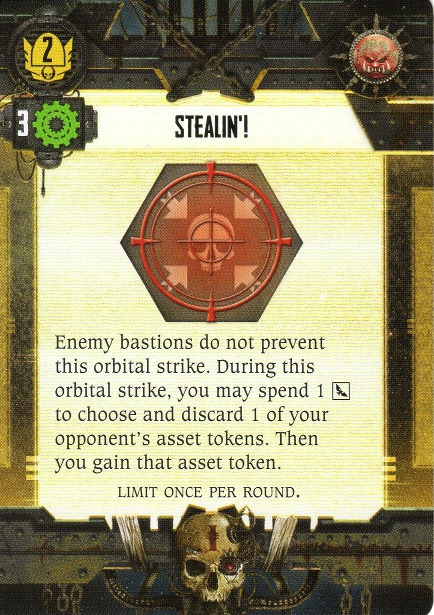 2
3
STEALIN'!
Enemy bastions do not prevent
this orbital strike. During this
orbital strike, you may spend 1
to choose and discard 1 of your
opponent's asset tokens. Then
you gain that asset token.
LIMIT ONCE PER ROUND.